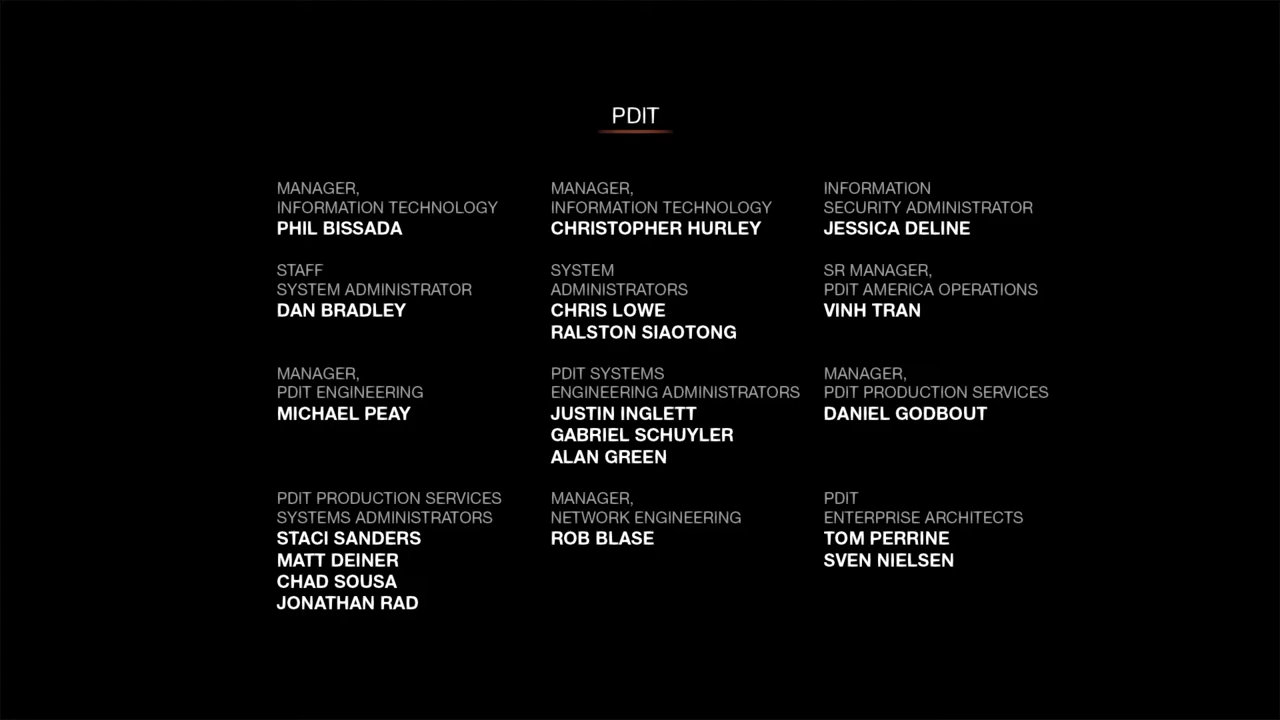 PDIT
MANAGER,
INFORMATION TECHNOLOGY
PHIL BISSADA
MANAGER,
INFORMATION TECHNOLOGY
CHRISTOPHER HURLEY
INFORMATION
SECURITY ADMINISTRATOR
JESSICA DELINE
STAFF
SYSTEM ADMINISTRATOR
DAN BRADLEY
SYSTEM
ADMINISTRATORS
CHRIS LOWE
RALSTON SIAOTONG
SR MANAGER,
PDIT AMERICA OPERATIONS
VINH TRAN
MANAGER,
PDIT ENGINEERING
MICHAEL PEAY
PDIT SYSTEMS
ENGINEERING ADMINISTRATORS
JUSTIN INGLETT
GABRIEL SCHUYLER
ALAN GREEN
MANAGER,
PDIT PRODUCTION SERVICES
DANIEL GODBOUT
PDIT PRODUCTION SERVICES
SYSTEMS ADMINISTRATORS
STACI SANDERS
MATT DEINER
CHAD SOUSA
JONATHAN RAD
MANAGER,
NETWORK ENGINEERING
ROB BLASE
PDIT
ENTERPRISE ARCHITECTS
TOM PERRINE
SVEN NIELSEN